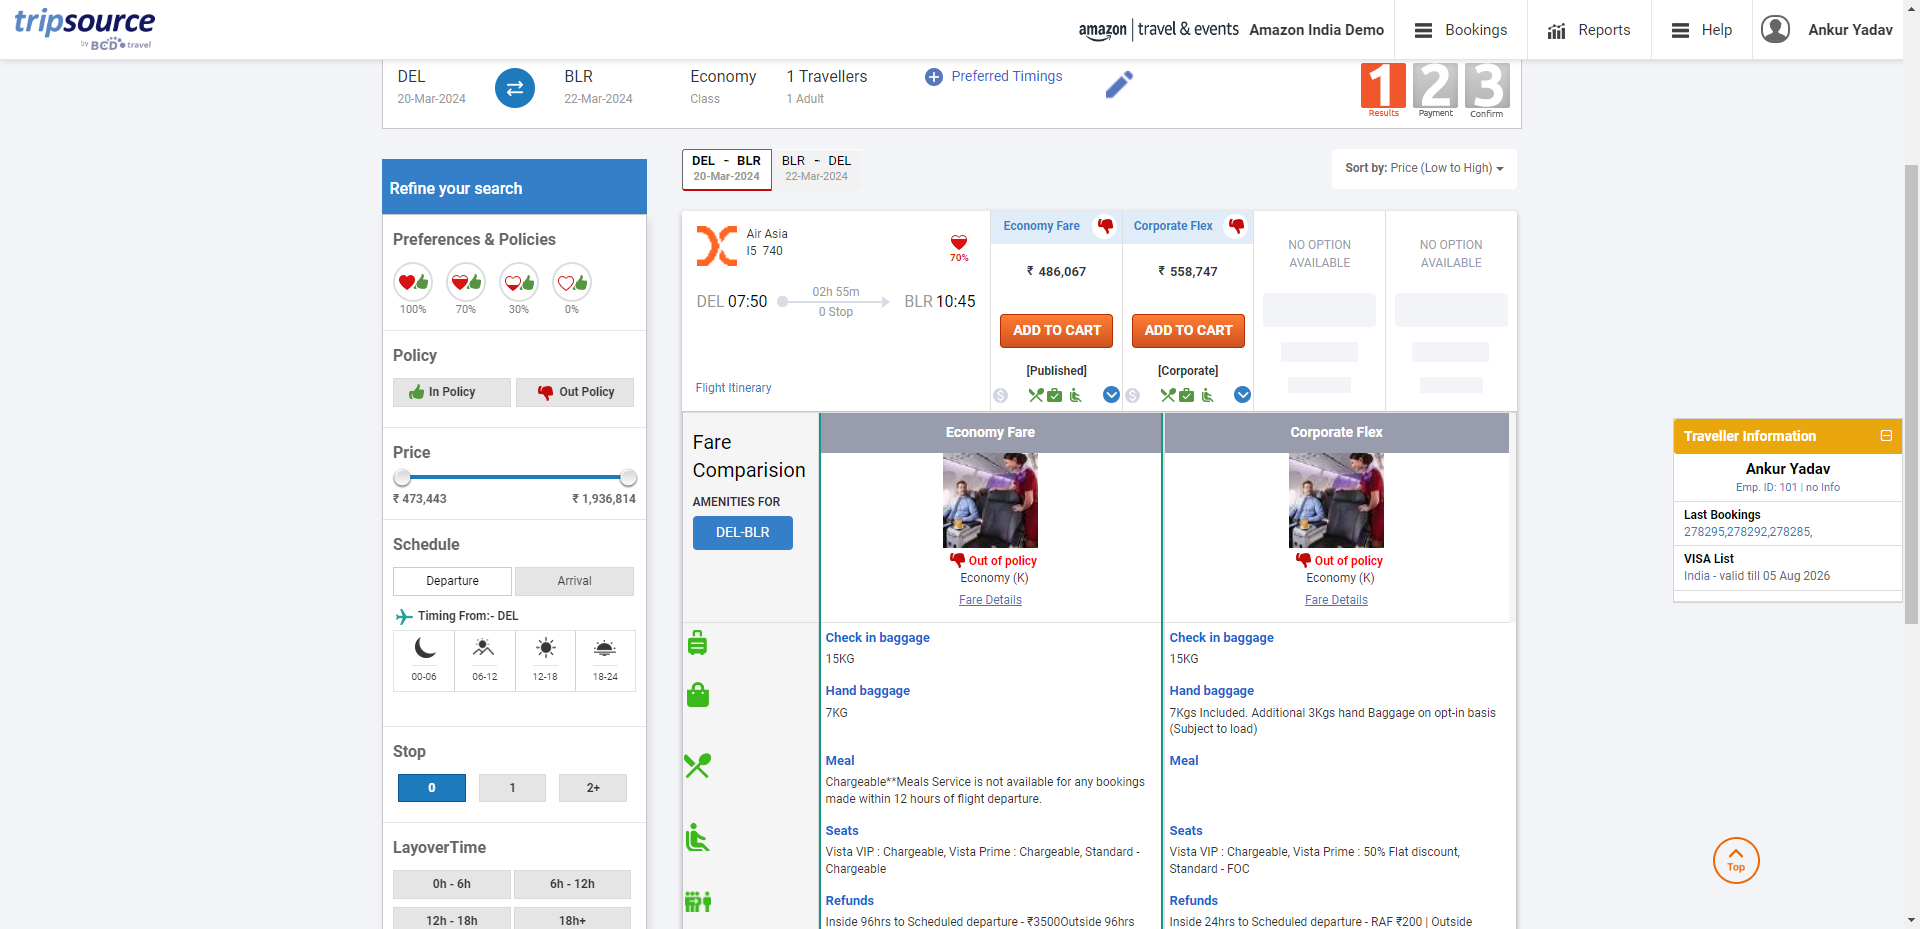 tripsource
by BCD travel
amazon | travel & events Amazon India Demo
Bookings
Reports
Help
Ankur Yadav
DEL
20-Mar-2024
BLR
22-Mar-2024
Economy
Class
1 Travellers
1 Adult
Preferred Timings
1 Results
2 Payment
3 Confirm
Refine your search
Preferences & Policies
100% 70% 30% 0%
Policy
In Policy Out Policy
Price
₹ 473,443 ₹ 1,936,814
Schedule
Departure Arrival
Timing From:- DEL
00-06 06-12 12-18 18-24
Stop
0 1 2+
LayoverTime
0h - 6h 6h - 12h
12h - 18h 18h+
DEL - BLR
20-Mar-2024
BLR - DEL
22-Mar-2024
Sort by: Price (Low to High)
Air Asia
I5 740
70%
DEL 07:50
02h 55m
0 Stop
BLR 10:45
Flight Itinerary
Economy Fare
₹ 486,067
ADD TO CART
[Published]
Corporate Flex
₹ 558,747
ADD TO CART
[Corporate]
NO OPTION
AVAILABLE
NO OPTION
AVAILABLE
Fare
Comparision
AMENITIES FOR
DEL-BLR
Economy Fare
Out of policy
Economy (K)
Fare Details
Corporate Flex
Out of policy
Economy (K)
Fare Details
Check in baggage
15KG
Check in baggage
15KG
Hand baggage
7KG
Hand baggage
7Kgs Included. Additional 3Kgs hand Baggage on opt-in basis
(Subject to load)
Meal
Chargeable**Meals Service is not available for any bookings
made within 12 hours of flight departure.
Meal
Seats
Vista VIP : Chargeable, Vista Prime : Chargeable, Standard -
Chargeable
Seats
Vista VIP : Chargeable, Vista Prime : 50% Flat discount,
Standard - FOC
Refunds
Inside 96hrs to Scheduled departure - ₹3500Outside 96hrs
Refunds
Inside 24hrs to Scheduled departure - RAF ₹200 | Outside
Traveller Information
Ankur Yadav
Emp. ID: 101 | no Info
Last Bookings
278295,278292,278285,
VISA List
India - valid till 05 Aug 2026
Top